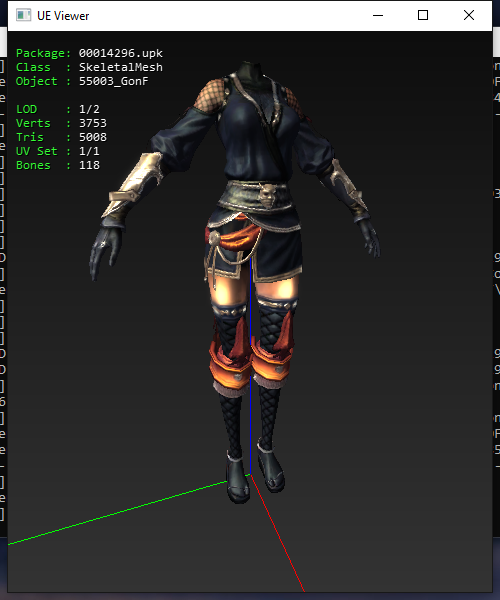 UE Viewer
Package: 00014296.upk
Class : SkeletalMesh
Object : 55003_GonF
LOD : 1/2
Verts : 3753
Tris : 5008
UV Set : 1/1
Bones : 118